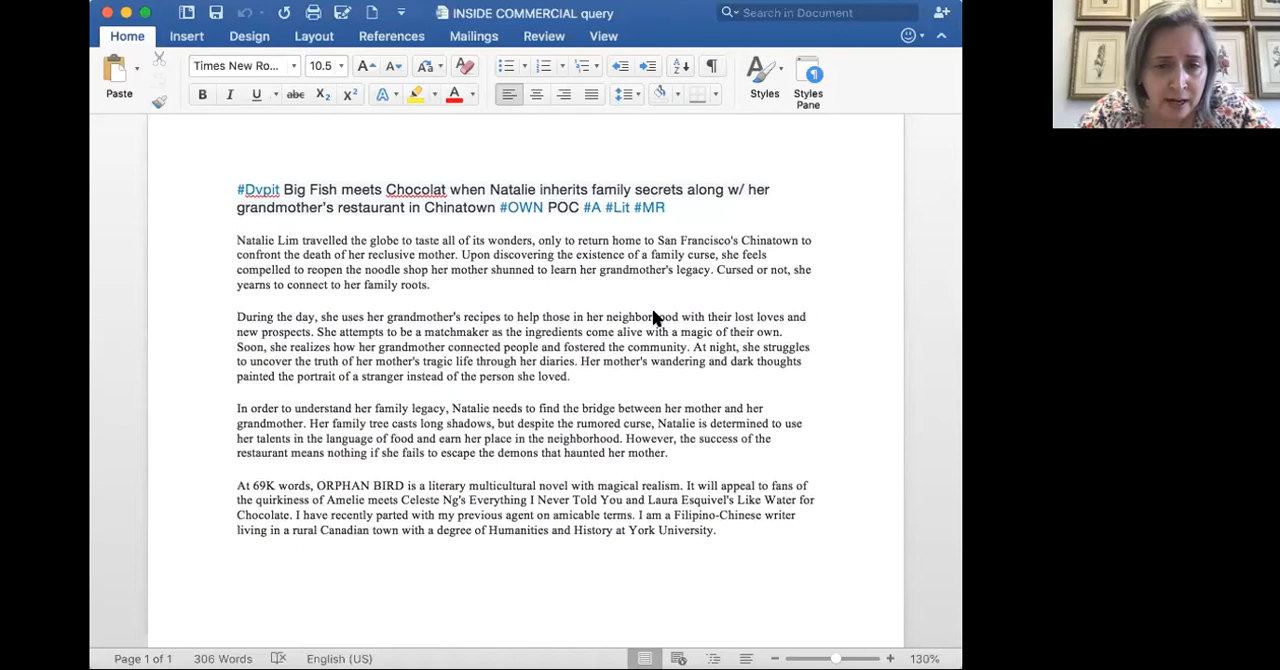 INSIDE COMMERCIAL query
Search in Document
Home Insert Design Layout References Mailings Review View
Paste
Times New Ro... 10.5
A A Aa A
B I U abc X2 X2 A A
Styles
Styles Pane
#Dvpit Big Fish meets Chocolat when Natalie inherits family secrets along w/ her
grandmother's restaurant in Chinatown #OWN POC #A #Lit #MR
Natalie Lim travelled the globe to taste all of its wonders, only to return home to San Francisco's Chinatown to
confront the death of her reclusive mother. Upon discovering the existence of a family curse, she feels
compelled to reopen the noodle shop her mother shunned to learn her grandmother's legacy. Cursed or not, she
yearns to connect to her family roots.
During the day, she uses her grandmother's recipes to help those in her neighborhood with their lost loves and
new prospects. She attempts to be a matchmaker as the ingredients come alive with a magic of their own.
Soon, she realizes how her grandmother connected people and fostered the community. At night, she struggles
to uncover the truth of her mother's tragic life through her diaries. Her mother's wandering and dark thoughts
painted the portrait of a stranger instead of the person she loved.
In order to understand her family legacy, Natalie needs to find the bridge between her mother and her
grandmother. Her family tree casts long shadows, but despite the rumored curse, Natalie is determined to use
her talents in the language of food and earn her place in the neighborhood. However, the success of the
restaurant means nothing if she fails to escape the demons that haunted her mother.
At 69K words, ORPHAN BIRD is a literary multicultural novel with magical realism. It will appeal to fans of
the quirkiness of Amelie meets Celeste Ng's Everything I Never Told You and Laura Esquivel's Like Water for
Chocolate. I have recently parted with my previous agent on amicable terms. I am a Filipino-Chinese writer
living in a rural Canadian town with a degree of Humanities and History at York University.
Page 1 of 1 306 Words English (US) 130%